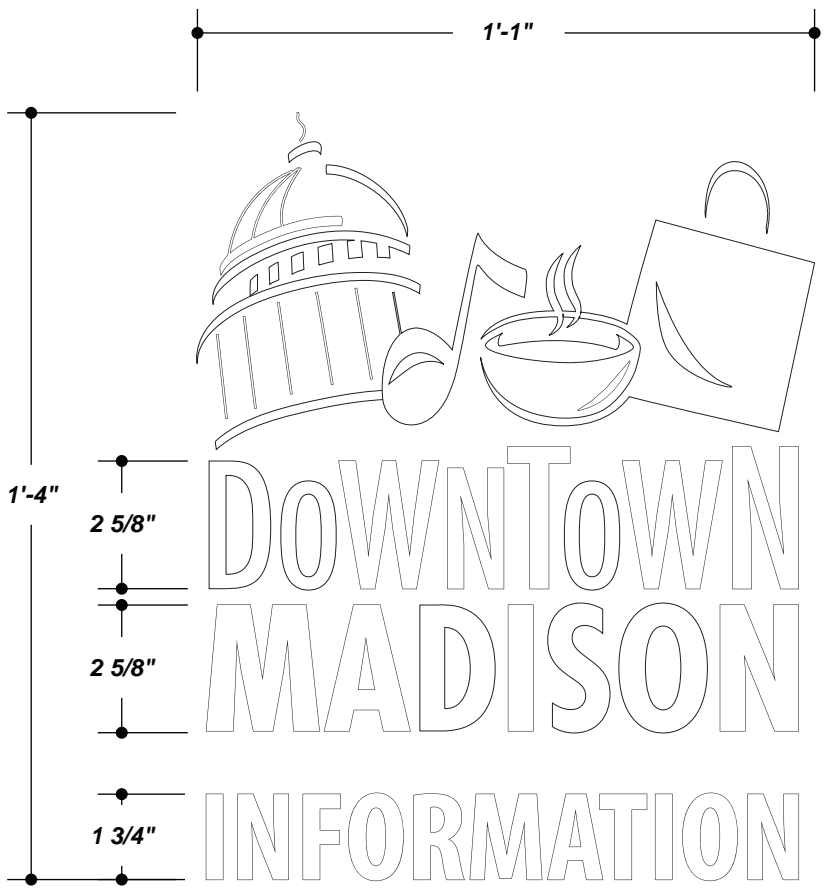 1'-1"
1'-4"
2 5/8"
DoWNToWN
2 5/8"
MADISON
1 3/4"
INFORMATION